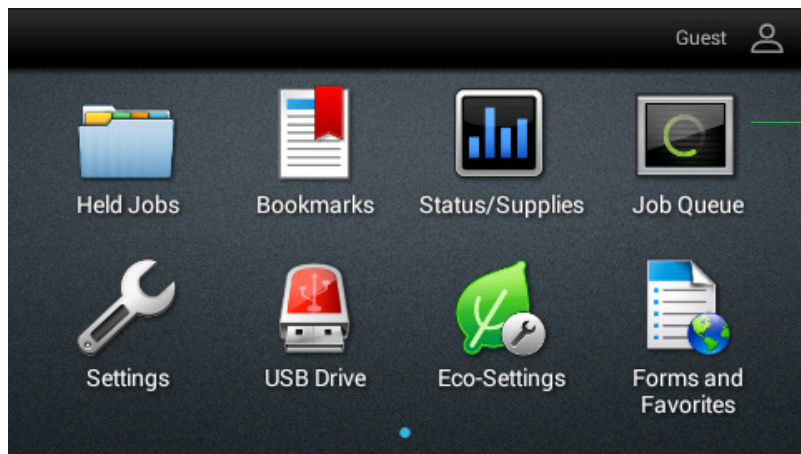 Guest
Held Jobs
Bookmarks
Status/Supplies
Job Queue
Settings
USB Drive
Eco-Settings
Forms and
Favorites